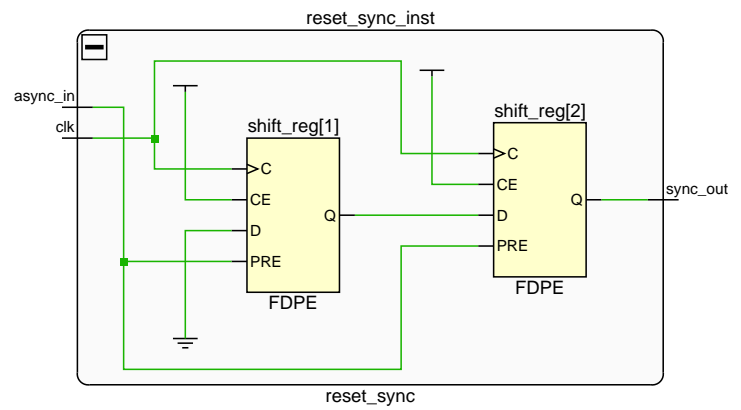 reset_sync_inst
async_in
clk
shift_reg[1]
C
CE
D
PRE
Q
FDPE
shift_reg[2]
C
CE
D
PRE
Q
FDPE
sync_out
reset_sync